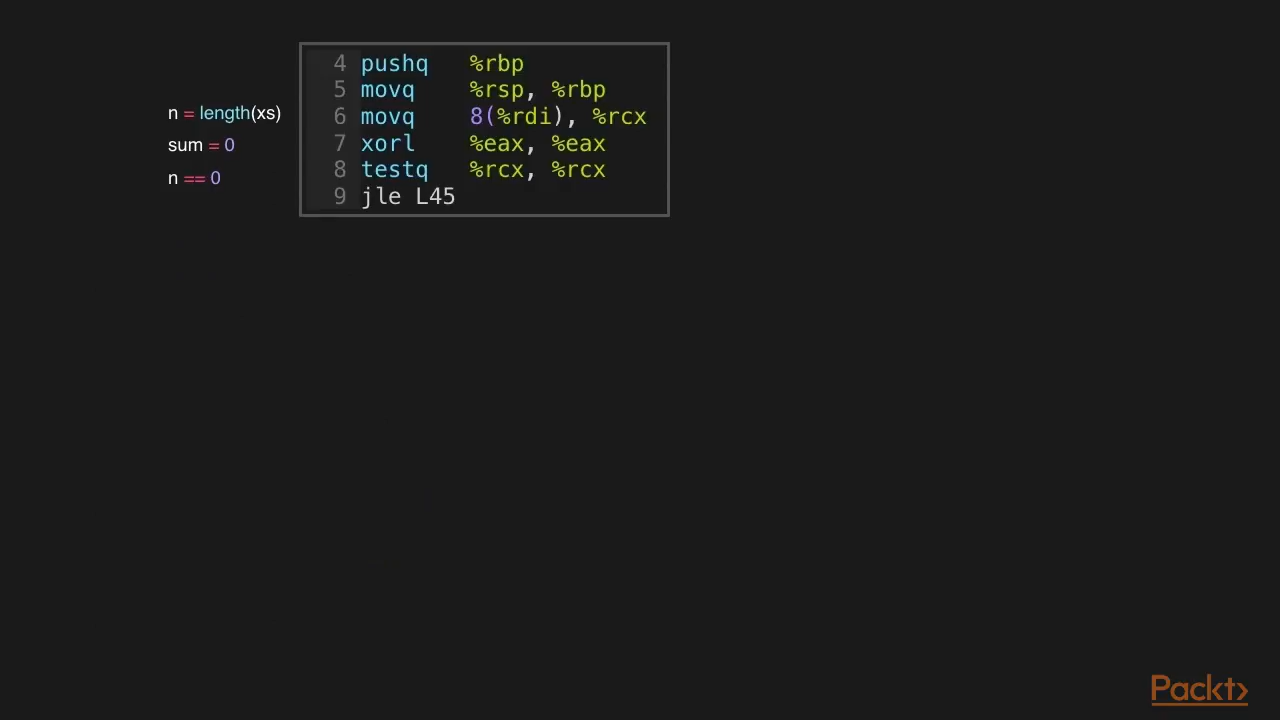 4 pushq %rbp
5 movq %rsp, %rbp
n = length(xs)
6 movq 8(%rdi), %rcx
sum = 0
7 xorl %eax, %eax
n == 0
8 testq %rcx, %rcx
9 jle L45
Packt>